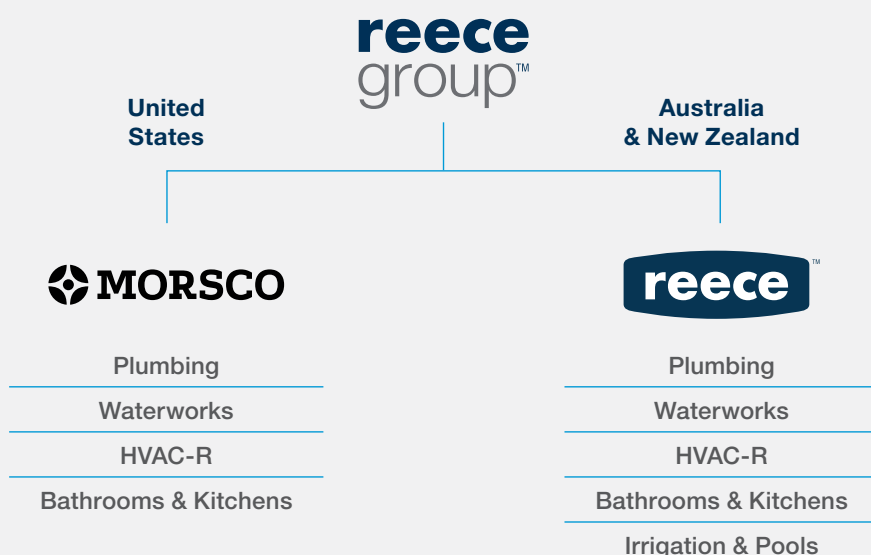 reece
group™
United
States
Australia
& New Zealand
MORSCO
reece™
Plumbing
Waterworks
HVAC-R
Bathrooms & Kitchens
Plumbing
Waterworks
HVAC-R
Bathrooms & Kitchens
Irrigation & Pools